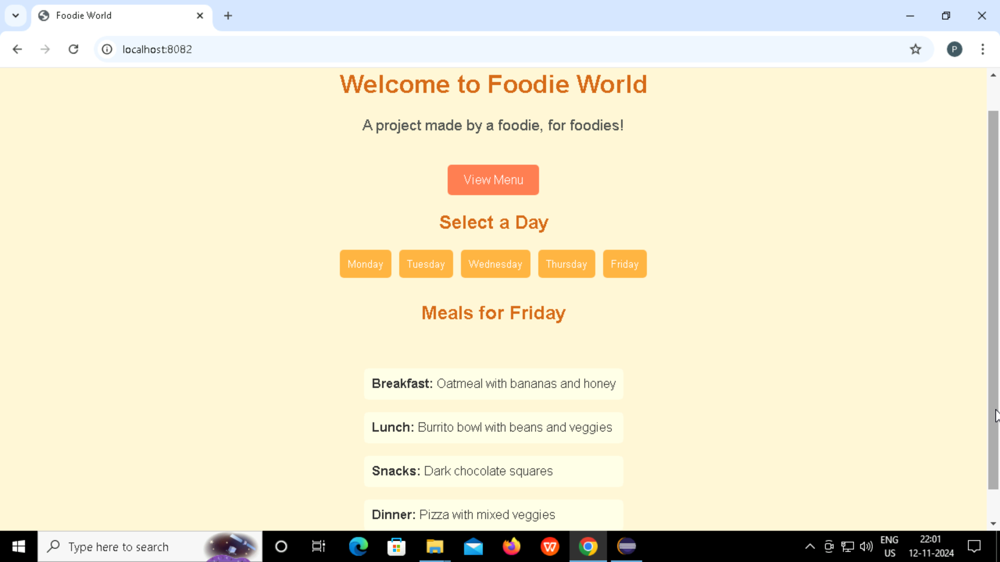 Foodie World
localhost:8082
P
Welcome to Foodie World
A project made by a foodie, for foodies!
View Menu
Select a Day
Monday Tuesday Wednesday Thursday Friday
Meals for Friday
Breakfast: Oatmeal with bananas and honey
Lunch: Burrito bowl with beans and veggies
Snacks: Dark chocolate squares
Dinner: Pizza with mixed veggies
Type here to search
W
ENG
US
22:01
12-11-2024